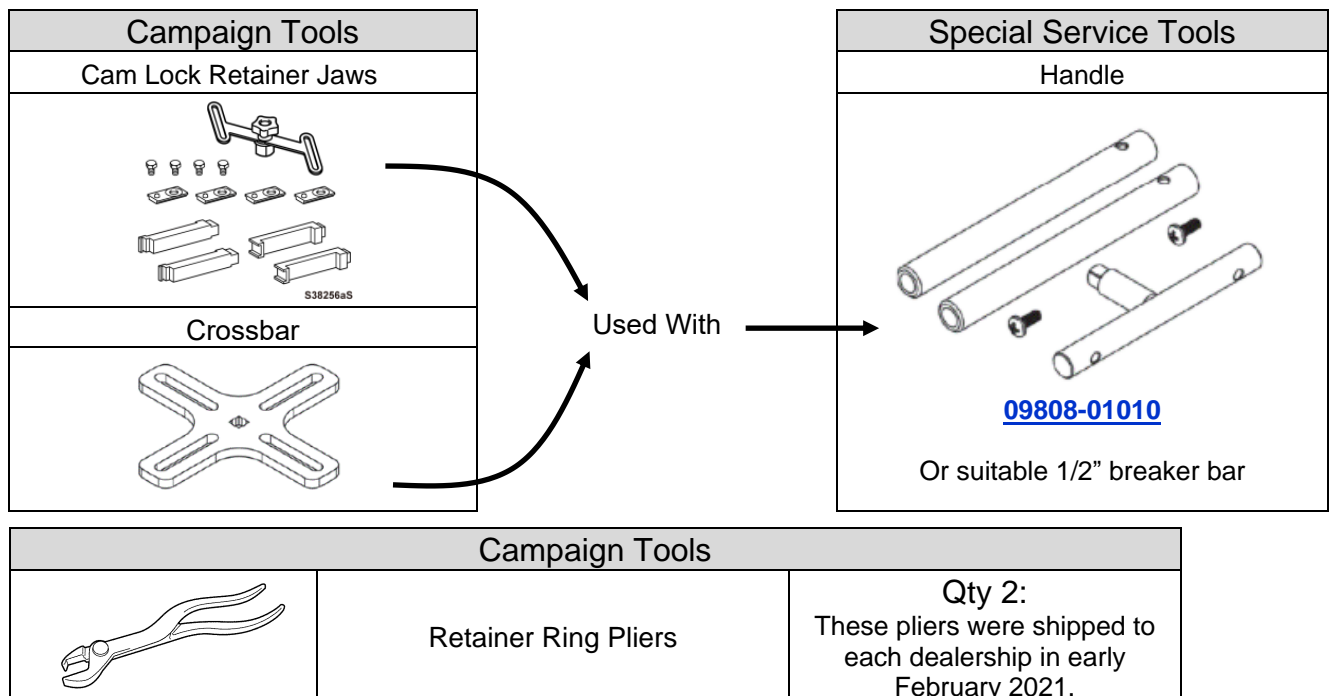 Campaign Tools
Cam Lock Retainer Jaws
S38256aS
Crossbar
Used With
Special Service Tools
Handle
09808-01010
Or suitable 1/2” breaker bar
Campaign Tools
Retainer Ring Pliers
Qty 2:
These pliers were shipped to
each dealership in early
February 2021.